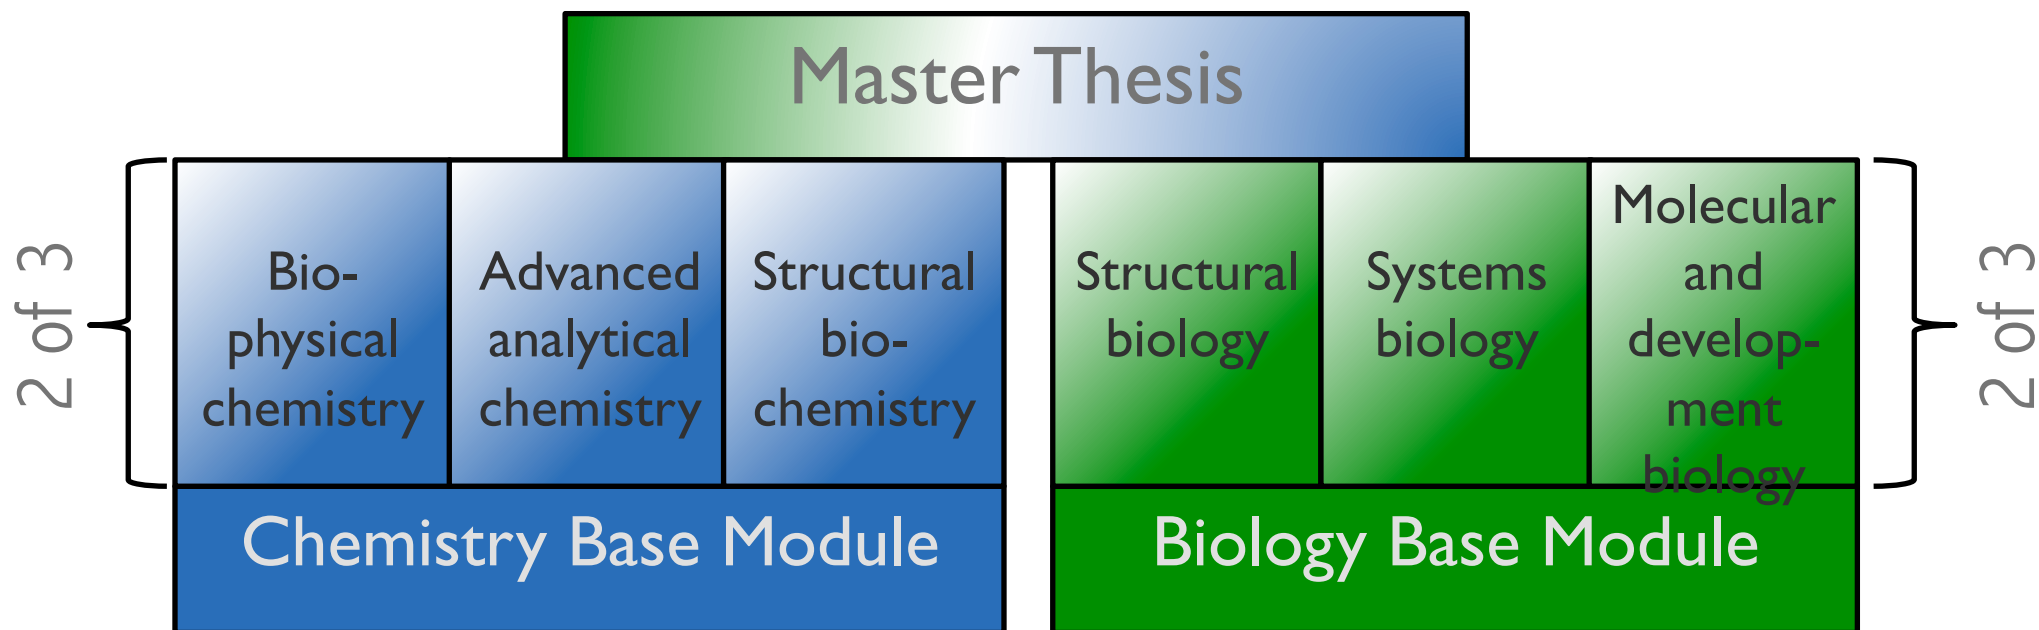 Master Thesis
2 of 3
Bio-
physical
chemistry
Advanced
analytical
chemistry
Structural
bio-
chemistry
Structural
biology
Systems
biology
Molecular
and
develop-
ment
biology
2 of 3
Chemistry Base Module
Biology Base Module